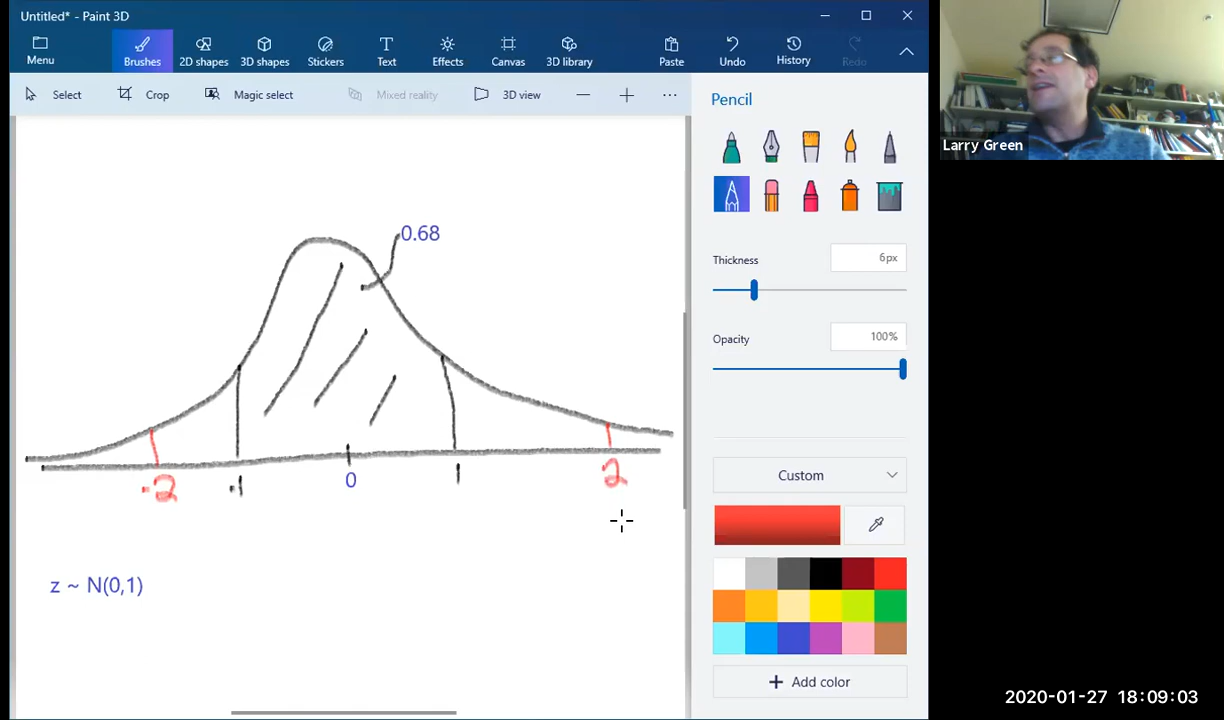 Untitled* - Paint 3D
Menu
Brushes
2D shapes
3D shapes
Stickers
Text
Effects
Canvas
3D library
Paste
Undo
History
Redo
Select
Crop
Magic select
Mixed reality
3D view
Pencil
Larry Green
0.68
Thickness
6px
Opacity
100%
-2 -1 0 1 2
Custom
z ~ N(0,1)
Add color
2020-01-27 18:09:03